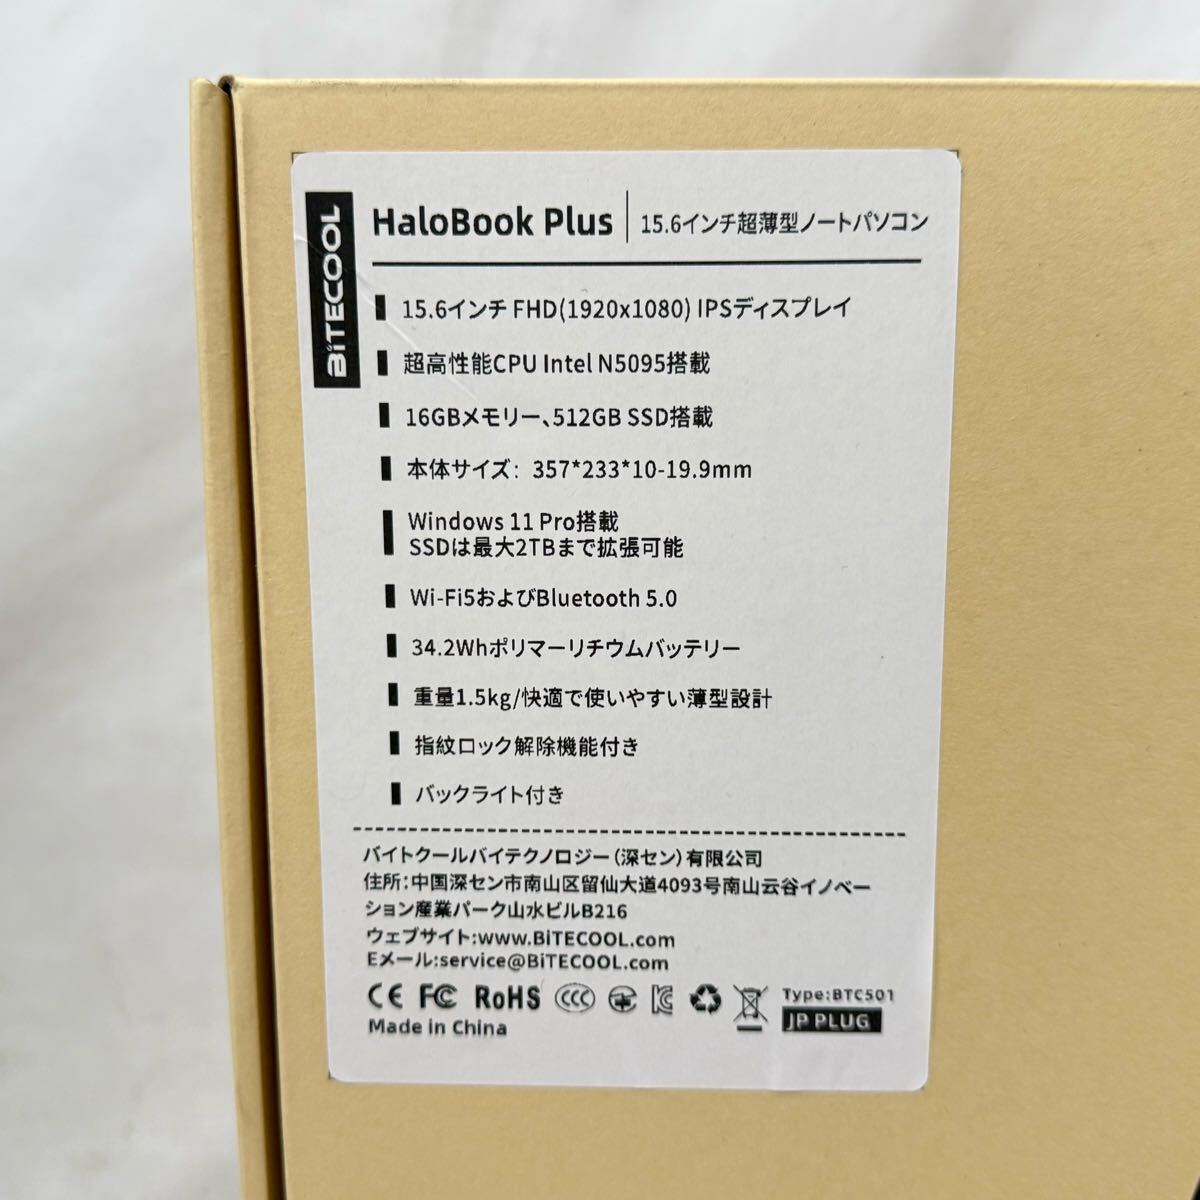 BiTECOOL
HaloBook Plus 15.6インチ超薄型ノートパソコン
15.6インチ FHD(1920x1080) IPSディスプレイ
超高性能CPU Intel N5095搭載
16GBメモリー、512GB SSD搭載
本体サイズ： 357*233*10-19.9mm
Windows 11 Pro搭載
SSDは最大2TBまで拡張可能
Wi-Fi5およびBluetooth 5.0
34.2Whポリマーリチウムバッテリー
重量1.5kg/快適で使いやすい薄型設計
指紋ロック解除機能付き
バックライト付き
バイトクールバイテクノロジー（深セン）有限公司
住所：中国深セン市南山区留仙大道4093号南山云谷イノベー
ション産業パーク山水ビルB216
ウェブサイト:www.BiTECOOL.com
Eメール:service@BiTECOOL.com
CE FC RoHS CCC Type:BTC501
Made in China JP PLUG